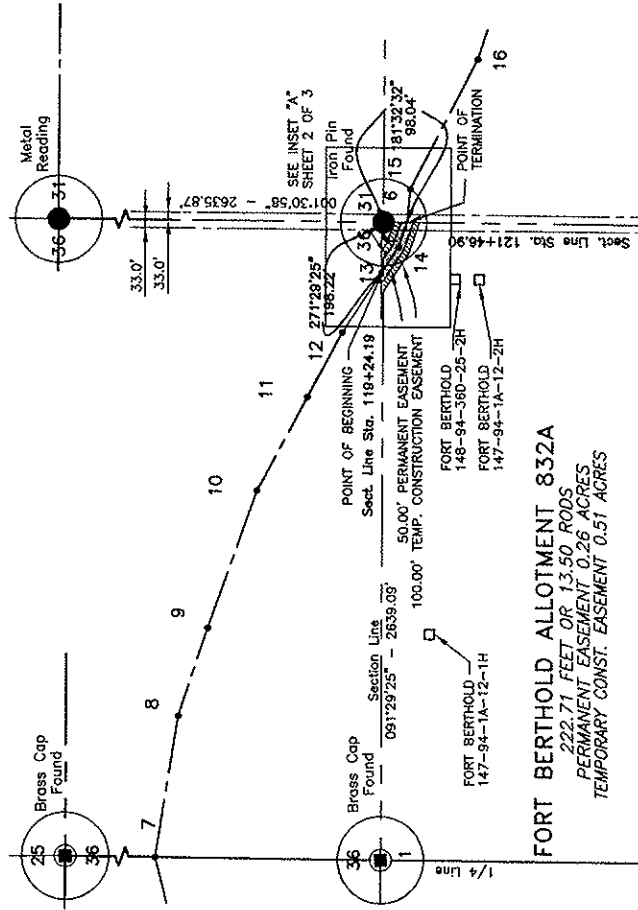 Brass Cap
Found
25
36
7
8
9
10
11
12
Metal
Reading
36
31
33.0'
33.0'
SEE INSET "A"
SHEET 2 OF 3
001°30'58" - 2635.87'
Iron Pin
Found
271°29'25"
198.22'
13
36
31
6
15
181°32'32"
98.04'
14
16
POINT OF
TERMINATION
POINT OF BEGINNING
Sect. Line Sta. 119+24.19
50.00' PERMANENT EASEMENT
100.00' TEMP. CONSTRUCTION EASEMENT
Sect. Line Sta. 121+46.90
Brass Cap
Found
36
1
1/4 Line
Section Line
091°29'25" - 2639.09'
FORT BERTHOLD
148-94-36D-25-2H
FORT BERTHOLD
147-94-1A-12-2H
FORT BERTHOLD
147-94-1A-12-1H
FORT BERTHOLD ALLOTMENT 832A
222.71 FEET OR 13.50 RODS
PERMANENT EASEMENT 0.26 ACRES
TEMPORARY CONST. EASEMENT 0.51 ACRES